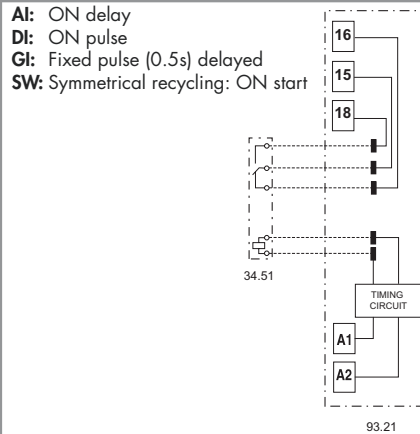 AI: ON delay
DI: ON pulse
GI: Fixed pulse (0.5s) delayed
SW: Symmetrical recycling: ON start
16
15
18
34.51
TIMING
CIRCUIT
A1
A2
93.21